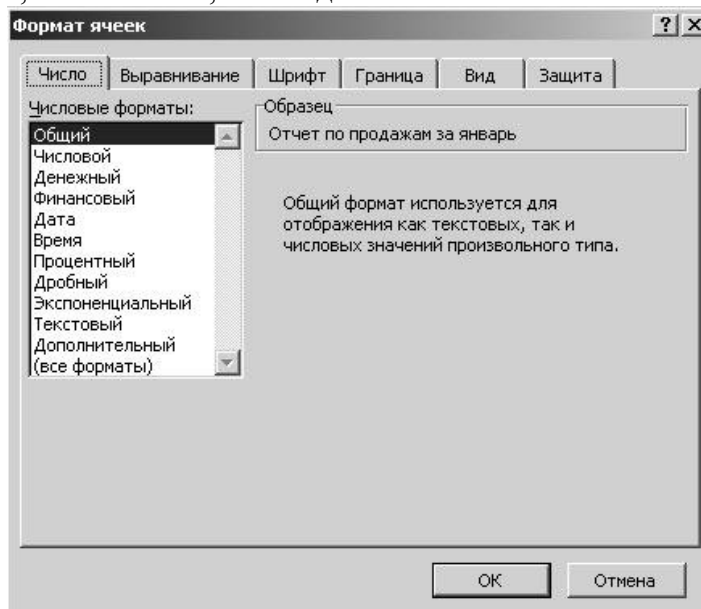 Формат ячеек
Число Выравнивание Шрифт Граница Вид Защита
Числовые форматы:
Образец
Общий
Отчет по продажам за январь
Числовой
Денежный
Финансовый
Дата
Время
Процентный
Дробный
Экспоненциальный
Текстовый
Дополнительный
(все форматы)
Общий формат используется для
отображения как текстовых, так и
числовых значений произвольного типа.
ОК Отмена